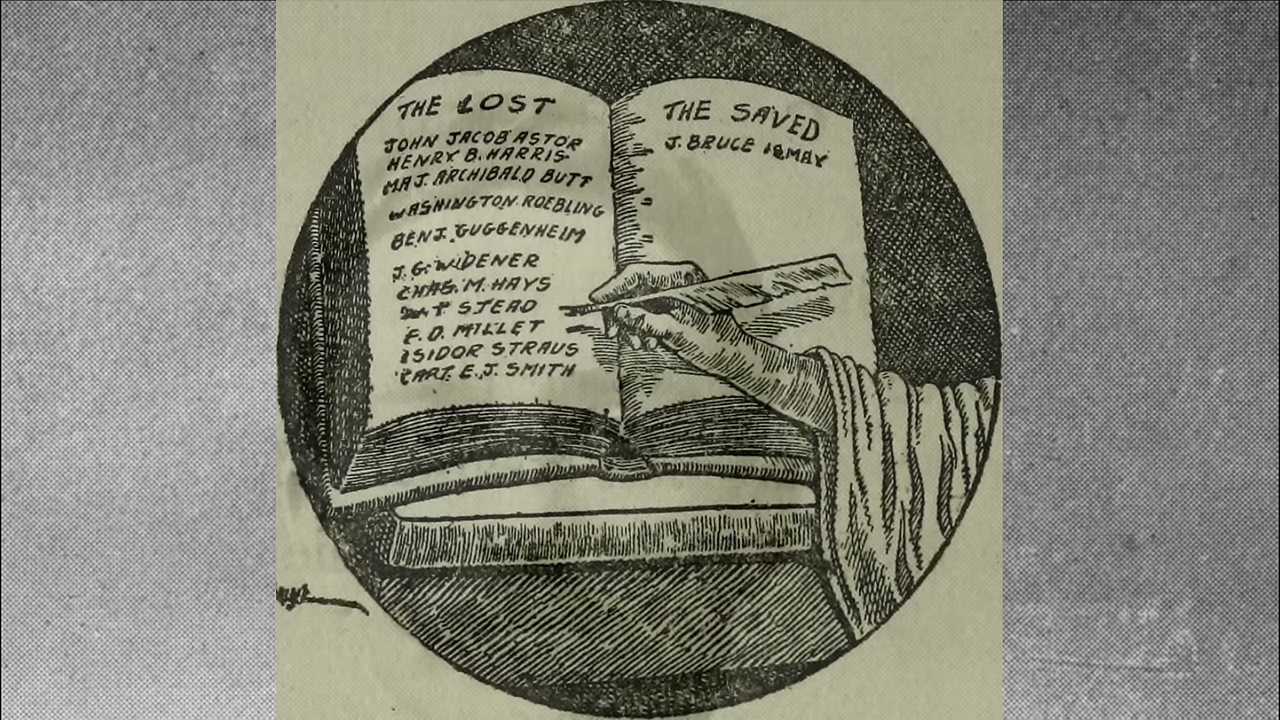 THE LOST
JOHN JACOB ASTOR
HENRY B. HARRIS
MAJ. ARCHIBALD BUTT
WASHINGTON ROEBLING
BENJ. GUGGENHEIM
J. G. WIDENER
CHAS. M. HAYS
STEAD
F. D. MILLET
ISIDOR STRAUS
CAPT. E. J. SMITH
THE SAVED
J. BRUCE ISMAY